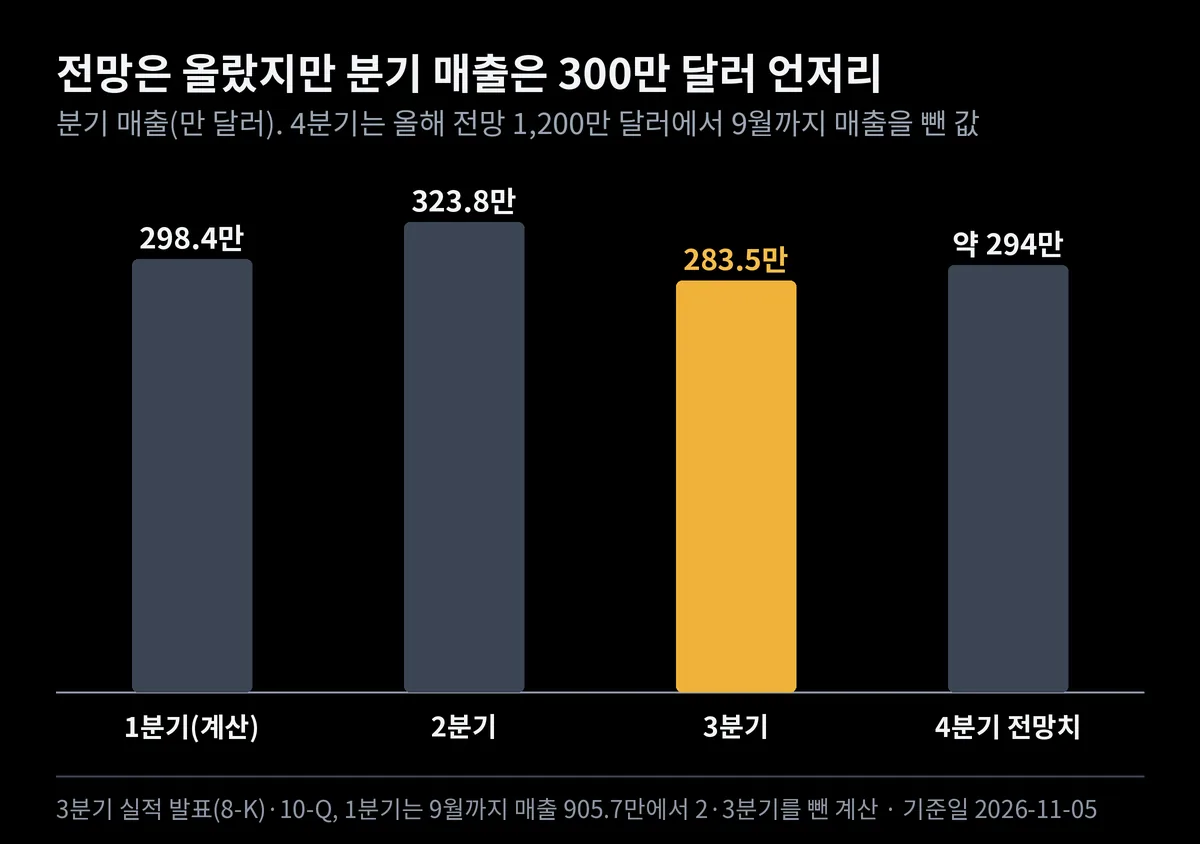 전망은 올랐지만 분기 매출은 300만 달러 언저리
분기 매출(만 달러). 4분기는 올해 전망 1,200만 달러에서 9월까지 매출을 뺀 값
298.4만
323.8만
283.5만
약 294만
1분기(계산)
2분기
3분기
4분기 전망치
3분기 실적 발표(8-K)·10-Q, 1분기는 9월까지 매출 905.7만에서 2·3분기를 뺀 계산 · 기준일 2026-11-05